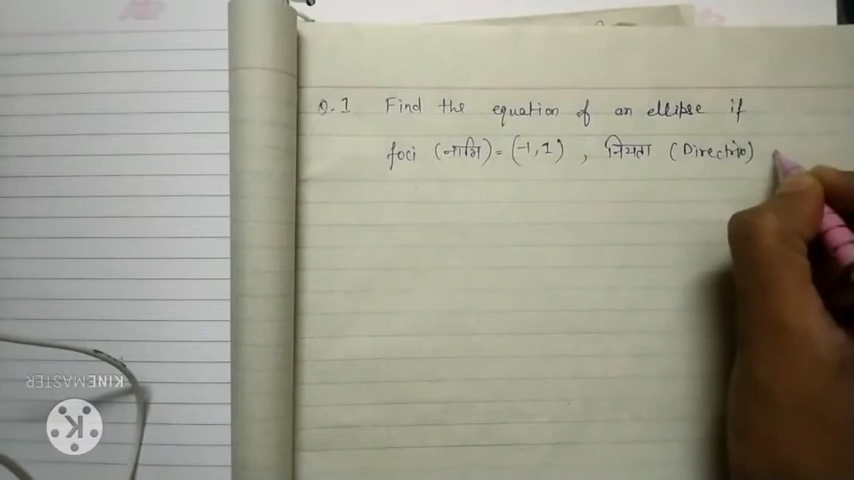 Q.1 Find the equation of an ellipse if
foci (नाभि) = (-1, 1) , नियता (Directrix)
KINEMASTER